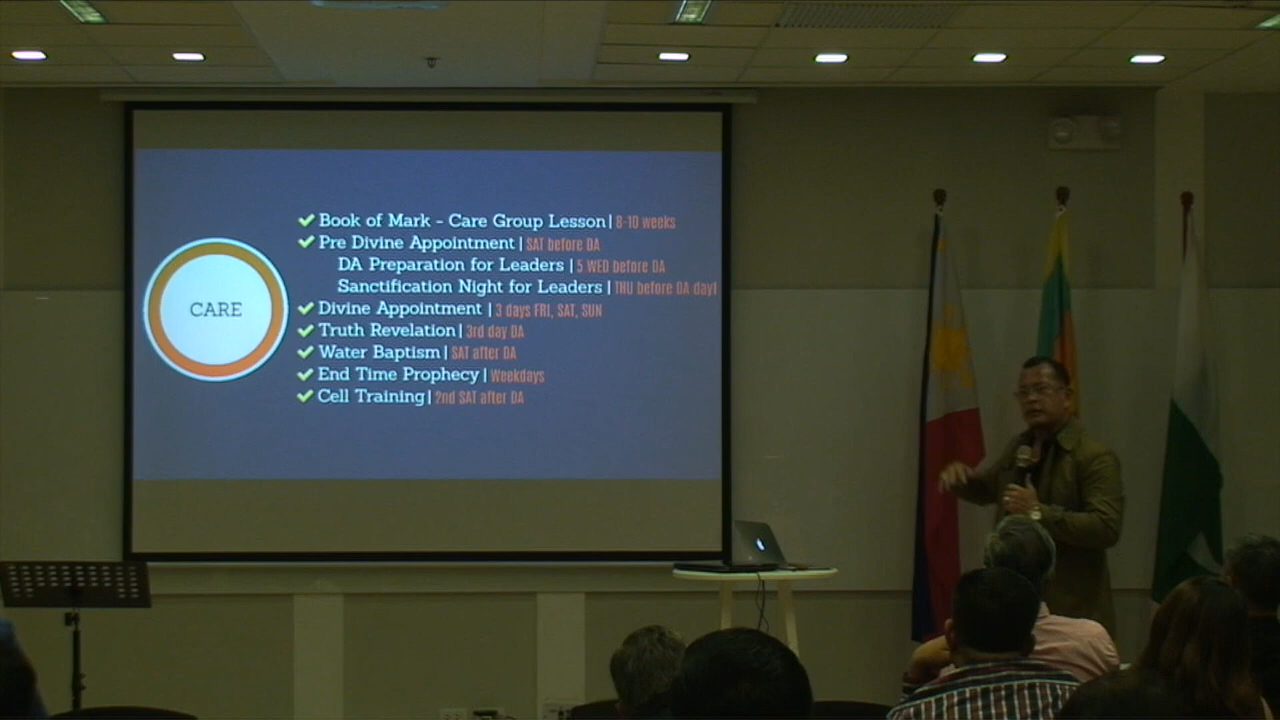 CARE
Book of Mark - Care Group Lesson | 8-10 weeks
Pre Divine Appointment | SAT before DA
DA Preparation for Leaders | 5 WED before DA
Sanctification Night for Leaders | THU before DA day1
Divine Appointment | 3 days FRI, SAT, SUN
Truth Revelation | 3rd day DA
Water Baptism | SAT after DA
End Time Prophecy | Weekdays
Cell Training | 2nd SAT after DA